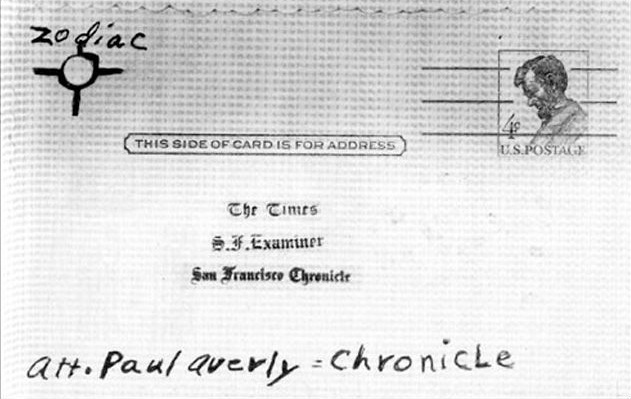 Zodiac
4¢
U.S.POSTAGE
THIS SIDE OF CARD IS FOR ADDRESS
The Times
S.F.Examiner
San Francisco Chronicle
att. Paul averly = Chronicle